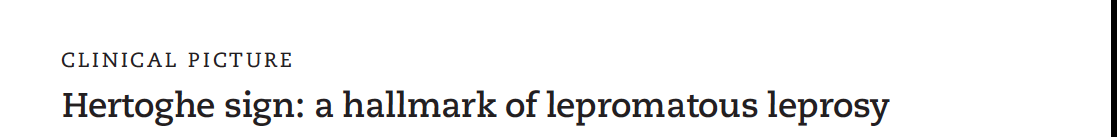 CLINICAL PICTURE
Hertoghe sign: a hallmark of lepromatous leprosy